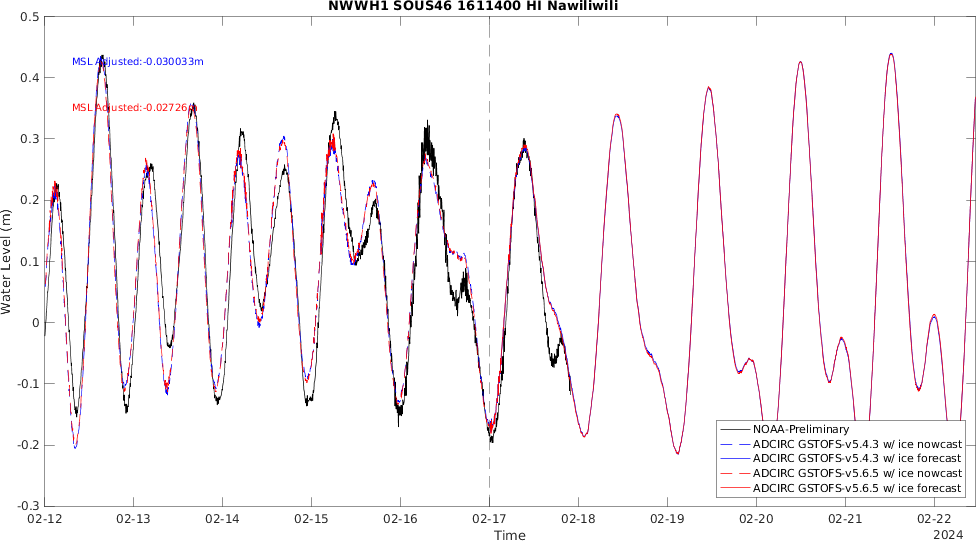 NWWH1 SOUS46 1611400 HI Nawiliwili
0.5
0.4
0.3
0.2
0.1
0
-0.1
-0.2
-0.3
Water Level (m)
MSL Adjusted:-0.030033m
MSL Adjusted:-0.02726
NOAA-Preliminary
ADCIRC GSTOFS-v5.4.3 w/ ice nowcast
ADCIRC GSTOFS-v5.4.3 w/ ice forecast
ADCIRC GSTOFS-v5.6.5 w/ ice nowcast
ADCIRC GSTOFS-v5.6.5 w/ ice forecast
02-12 02-13 02-14 02-15 02-16 02-17 02-18 02-19 02-20 02-21 02-22
Time
2024